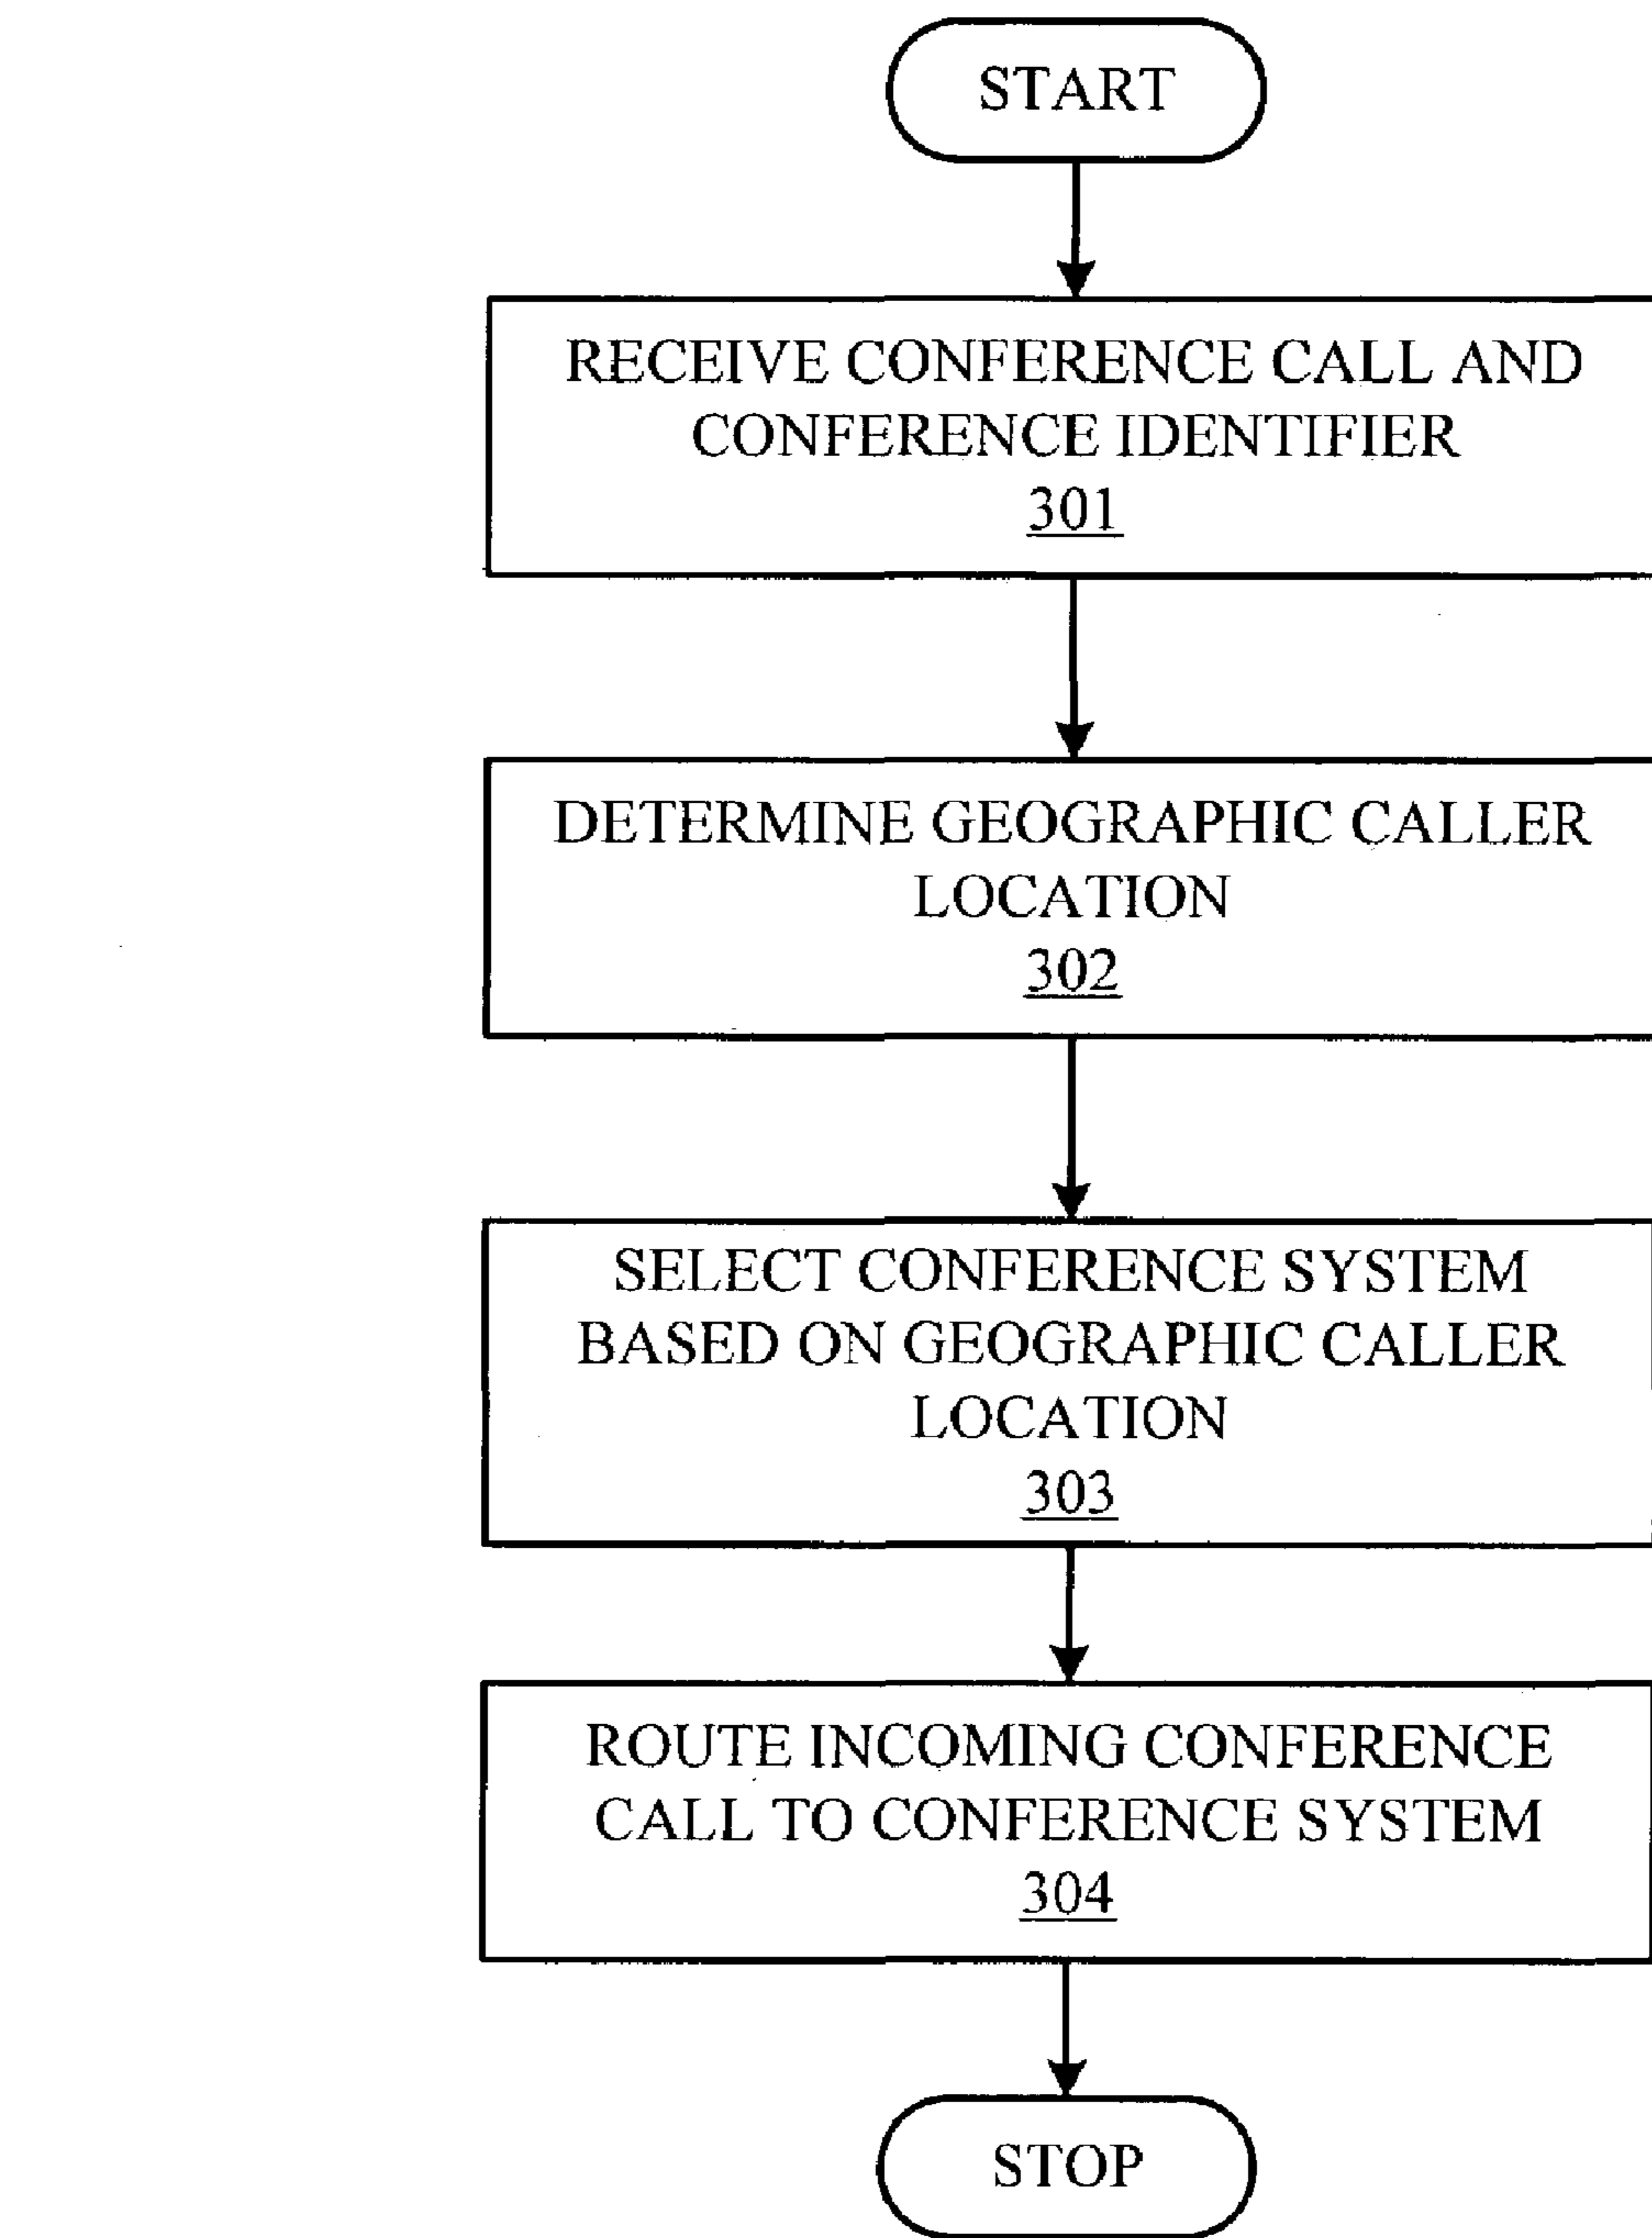 START
RECEIVE CONFERENCE CALL AND
CONFERENCE IDENTIFIER
301
DETERMINE GEOGRAPHIC CALLER
LOCATION
302
SELECT CONFERENCE SYSTEM
BASED ON GEOGRAPHIC CALLER
LOCATION
303
ROUTE INCOMING CONFERENCE
CALL TO CONFERENCE SYSTEM
304
STOP